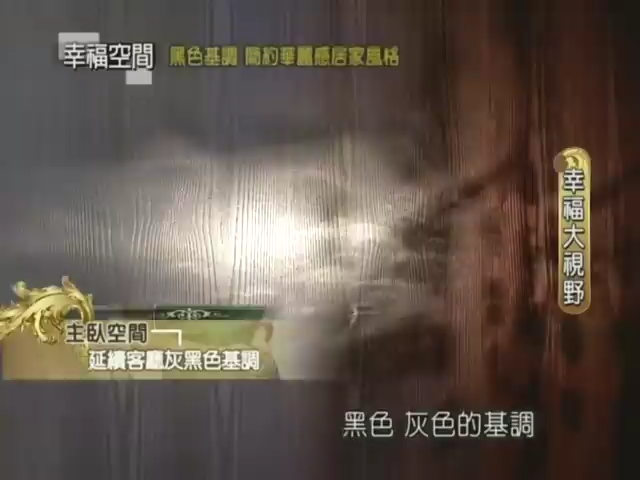 幸福空間
黑色基調 簡約華麗感居家風格
幸福大視野
主臥空間
延續客廳灰黑色基調
黑色 灰色的基調